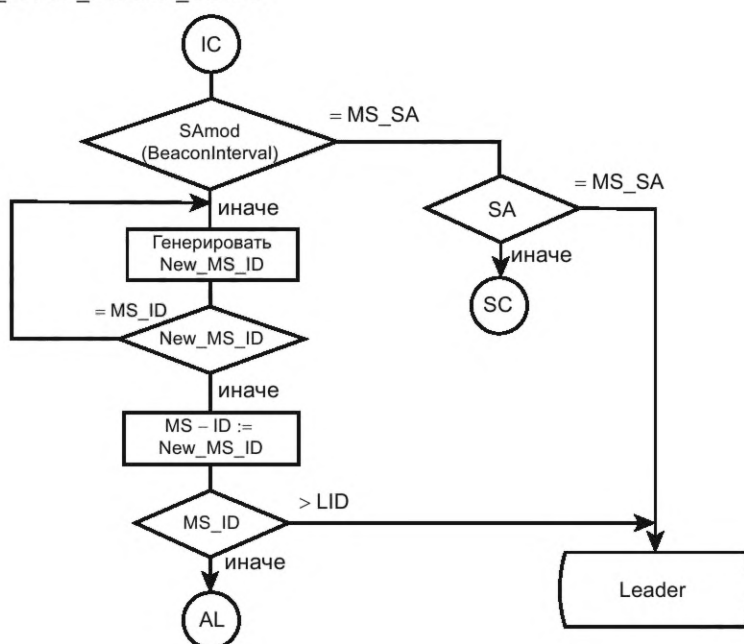 IC
= MS_SA
SAmod
(BeaconInterval)
= MS_SA
SA
иначе
иначе
Генерировать
New_MS_ID
SC
= MS_ID
New_MS_ID
иначе
MS – ID :=
New_MS_ID
> LID
MS_ID
иначе
Leader
AL